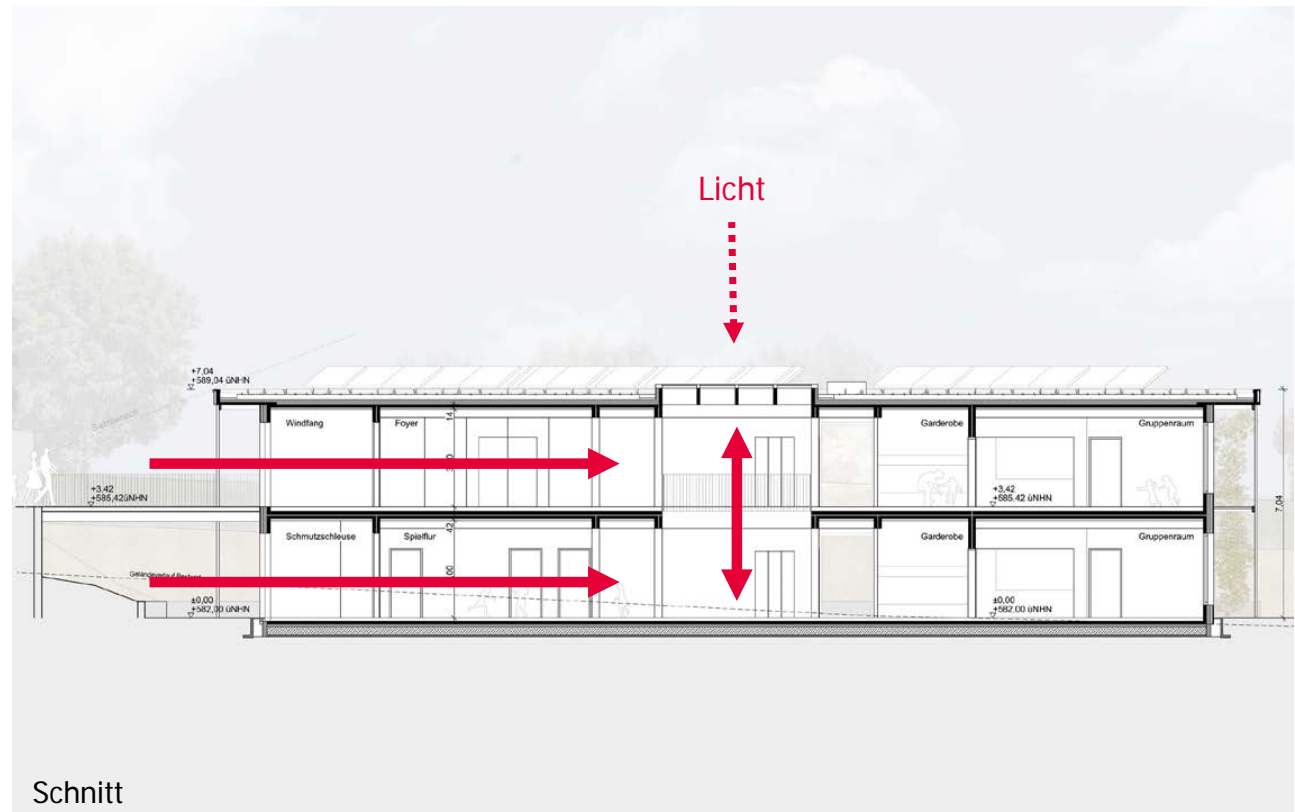 Licht
+7,04
+589,04 üNHN
Windfang
Foyer
Garderobe
Gruppenraum
+3,42
+585,42üNHN
+3,42
+585,42 üNHN
7,04
Schmutzschleuse
Spielflur
Garderobe
Gruppenraum
±0,00
+582,00 üNHN
±0,00
+582,00 üNHN
Schnitt